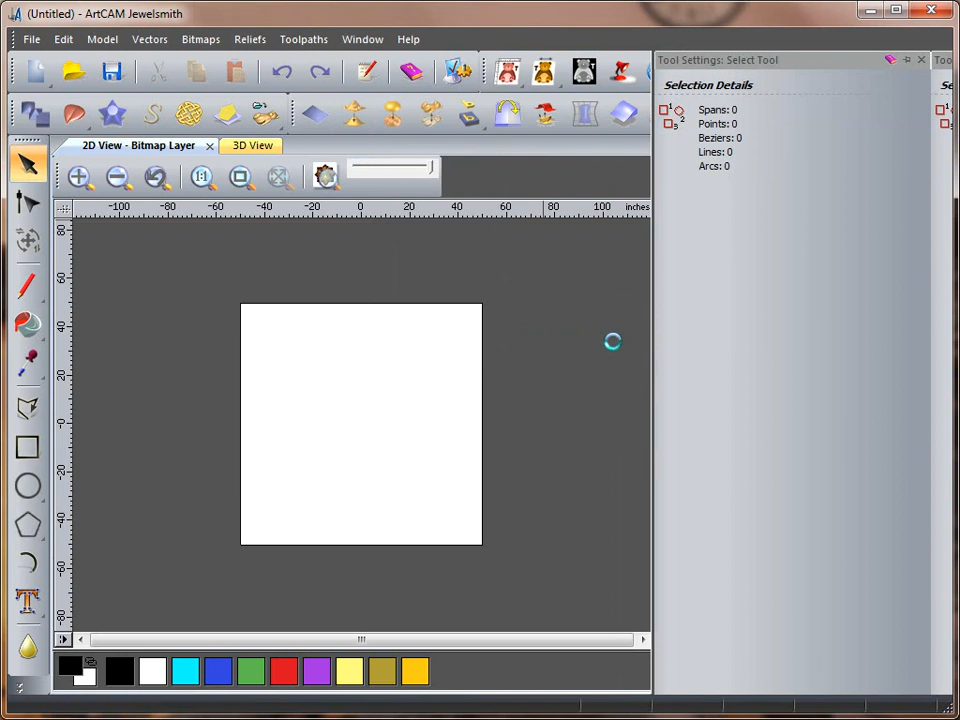 (Untitled) - ArtCAM Jewelsmith
File Edit Model Vectors Bitmaps Reliefs Toolpaths Window Help
Tool Settings: Select Tool
Selection Details
Spans: 0
Points: 0
Beziers: 0
Lines: 0
Arcs: 0
2D View - Bitmap Layer
3D View
1:1
-100 -80 -60 -40 -20 0 20 40 60 80 100 inches
80
60
40
20
-0
-20
-40
-60
-80